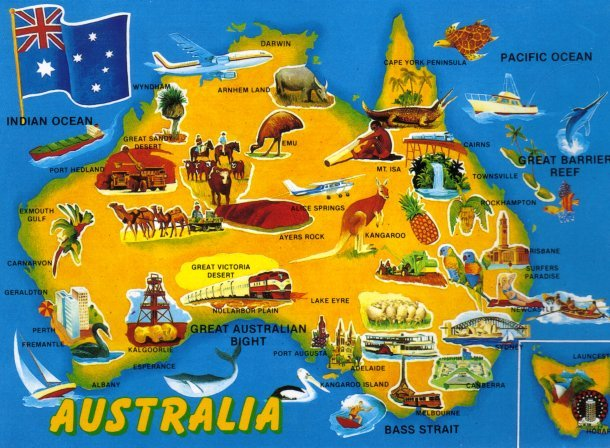 DARWIN
CAPE YORK PENINSULA
PACIFIC OCEAN
WYNDHAM
ARNHEM LAND
INDIAN OCEAN
GREAT SANDY
DESERT
EMU
CAIRNS
PORT HEDLAND
MT. ISA
GREAT BARRIER
REEF
TOWNSVILLE
EXMOUTH
GULF
ALICE SPRINGS
ROCKHAMPTON
AYERS ROCK
KANGAROO
CARNARVON
BRISBANE
GREAT VICTORIA
DESERT
SURFERS
PARADISE
GERALDTON
LAKE EYRE
NEWCASTLE
NULLARBOR PLAIN
PERTH
GREAT AUSTRALIAN
BIGHT
FREMANTLE
KALGOORLIE
PORT AUGUSTA
SYDNEY
ESPERANCE
ADELAIDE
ALBANY
KANGAROO ISLAND
CANBERRA
MELBOURNE
AUSTRALIA
BASS STRAIT
LAUNCES
HOBAR